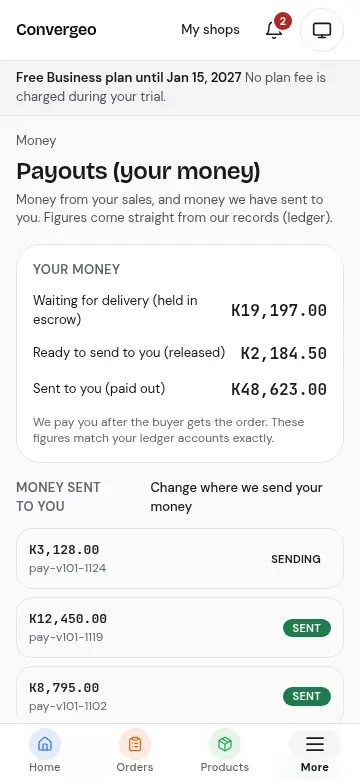 Convergeo
My shops
2
Free Business plan until Jan 15, 2027 No plan fee is
charged during your trial.
Money
Payouts (your money)
Money from your sales, and money we have sent to
you. Figures come straight from our records (ledger).
YOUR MONEY
Waiting for delivery (held in
escrow)
K19,197.00
Ready to send to you (released)
K2,184.50
Sent to you (paid out)
K48,623.00
We pay you after the buyer gets the order. These
figures match your ledger accounts exactly.
MONEY SENT
TO YOU
Change where we send your
money
K3,128.00
pay-v101-1124
SENDING
K12,450.00
pay-v101-1119
SENT
K8,795.00
pay-v101-1102
SENT
Home
Orders
Products
More